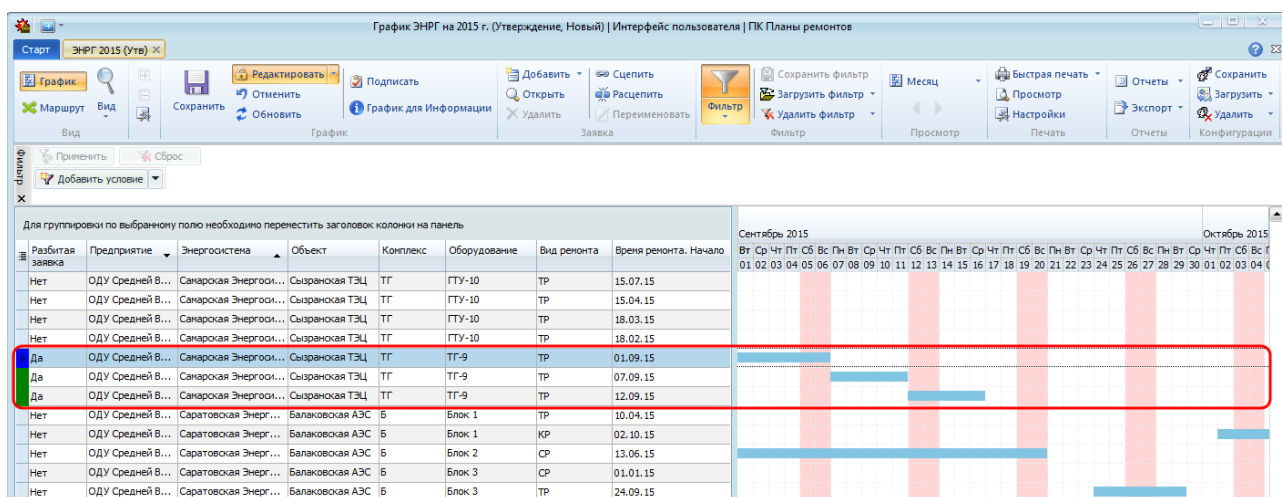 График ЭНРГ на 2015 г. (Утверждение, Новый) | Интерфейс пользователя | ПК Планы ремонтов
Старт ЭНРГ 2015 (Утв)
График Редактировать Подписать Добавить Сцепить Сохранить фильтр Месяц Быстрая печать Отчеты Сохранить
Отменить Открыть Расцепить Загрузить фильтр Просмотр Загрузить
Маршрут Вид Сохранить Обновить График для Информации Удалить Переименовать Фильтр Удалить фильтр Настройки Экспорт Удалить
Вид График Заявка Фильтр Просмотр Печать Отчеты Конфигурации
Фильтр Применить Сброс
Добавить условие
Для группировки по выбранному полю необходимо переместить заголовок колонки на панель
Сентябрь 2015 Октябрь 2015
Разбитая заявка Предприятие Энергосистема Объект Комплекс Оборудование Вид ремонта Время ремонта. Начало
Вт Ср Чт Пт Сб Вс Пн Вт Ср Чт Пт Сб Вс Пн Вт Ср Чт Пт Сб Вс Пн Вт Ср Чт Пт Сб Вс Пн Вт Ср Чт Пт Сб Вс
01 02 03 04 05 06 07 08 09 10 11 12 13 14 15 16 17 18 19 20 21 22 23 24 25 26 27 28 29 30 01 02 03 04
Нет ОДУ Средней В... Самарская Энергоси... Сызранская ТЭЦ ТГ ГТУ-10 ТР 15.07.15
Нет ОДУ Средней В... Самарская Энергоси... Сызранская ТЭЦ ТГ ГТУ-10 ТР 15.04.15
Нет ОДУ Средней В... Самарская Энергоси... Сызранская ТЭЦ ТГ ГТУ-10 ТР 18.03.15
Нет ОДУ Средней В... Самарская Энергоси... Сызранская ТЭЦ ТГ ГТУ-10 ТР 18.02.15
Да ОДУ Средней В... Самарская Энергоси... Сызранская ТЭЦ ТГ ТГ-9 ТР 01.09.15
Да ОДУ Средней В... Самарская Энергоси... Сызранская ТЭЦ ТГ ТГ-9 ТР 07.09.15
Да ОДУ Средней В... Самарская Энергоси... Сызранская ТЭЦ ТГ ТГ-9 ТР 12.09.15
Нет ОДУ Средней В... Саратовская Энерг... Балаковская АЭС Б Блок 1 ТР 10.04.15
Нет ОДУ Средней В... Саратовская Энерг... Балаковская АЭС Б Блок 1 КР 02.10.15
Нет ОДУ Средней В... Саратовская Энерг... Балаковская АЭС Б Блок 2 СР 13.06.15
Нет ОДУ Средней В... Саратовская Энерг... Балаковская АЭС Б Блок 3 СР 01.01.15
Нет ОДУ Средней В... Саратовская Энерг... Балаковская АЭС Б Блок 3 ТР 24.09.15